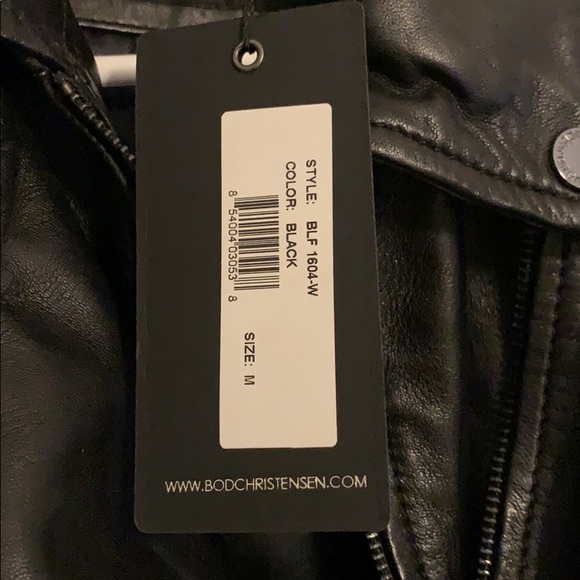 STYLE: BLF 1604-W
COLOR: BLACK
8 54004 03053 8
SIZE: M
WWW.BODCHRISTENSEN.COM